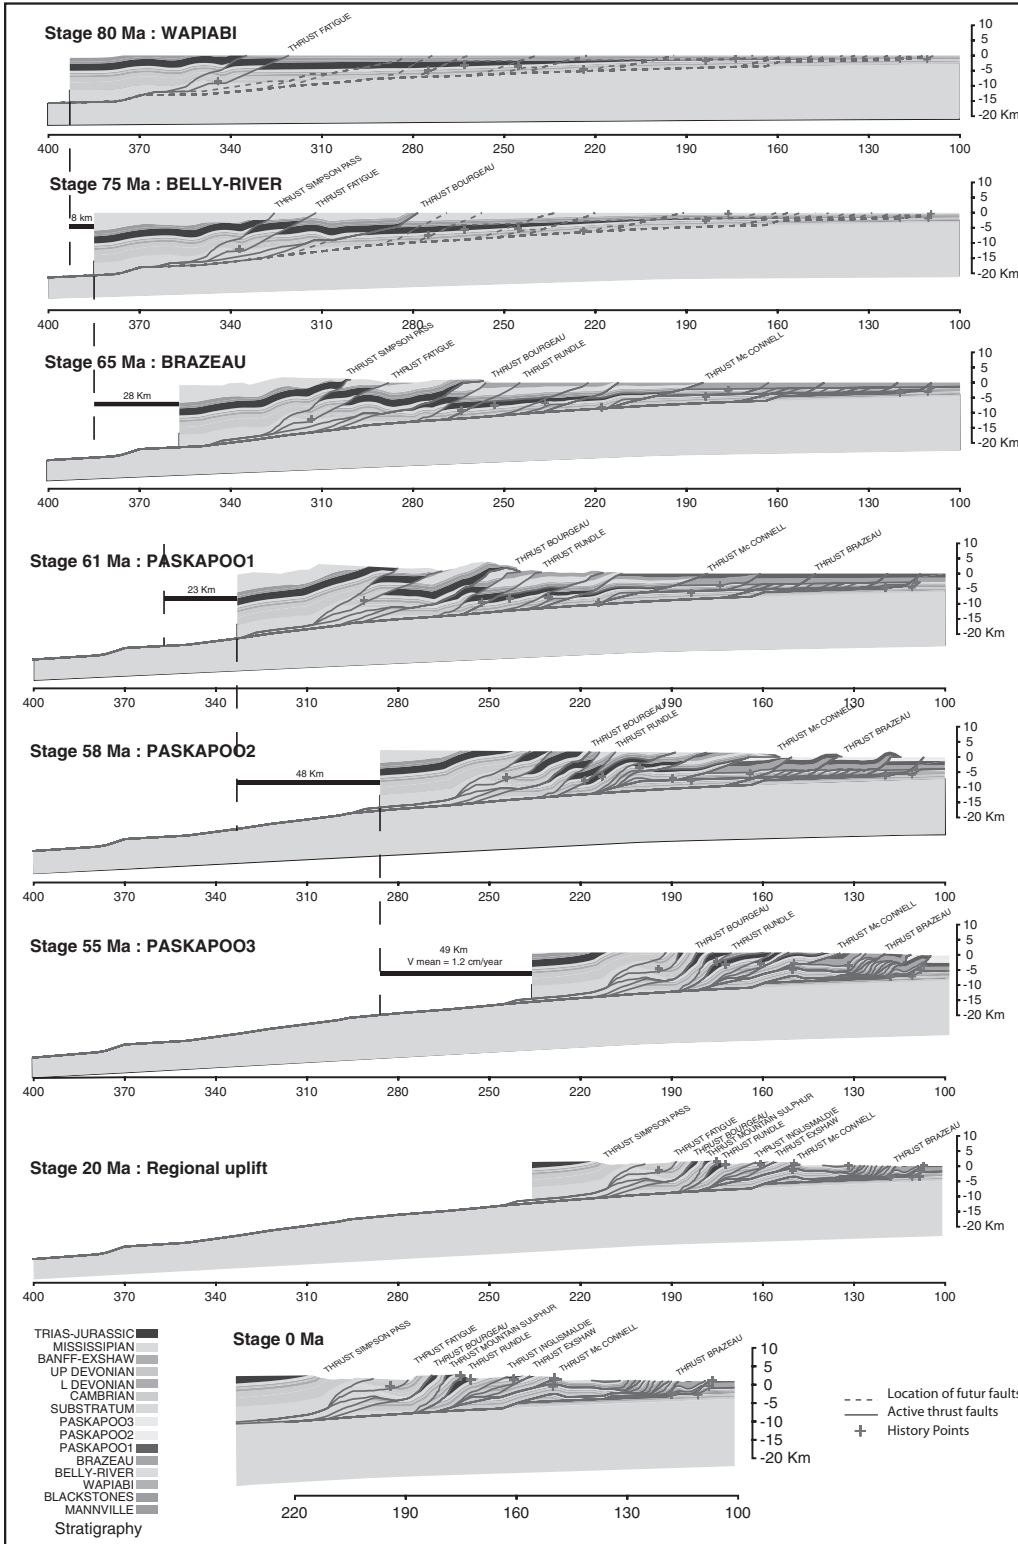 Stage 80 Ma : WAPIABI
THRUST FATIGUE
10
5
0
-5
-10
-15
-20 Km
400 370 340 310 280 250 220 190 160 130 100
Stage 75 Ma : BELLY-RIVER
THRUST SIMPSON PASS
THRUST FATIGUE
THRUST BOURGEAU
8 km
10
5
0
-5
-10
-15
-20 Km
400 370 340 310 280 250 220 190 160 130 100
Stage 65 Ma : BRAZEAU
THRUST SIMPSON PASS
THRUST FATIGUE
THRUST BOURGEAU
THRUST RUNDLE
THRUST Mc CONNELL
28 Km
10
5
0
-5
-10
-15
-20 Km
400 370 340 310 280 250 220 190 160 130 100
Stage 61 Ma : PASKAPOO1
THRUST BOURGEAU
THRUST RUNDLE
THRUST Mc CONNELL
THRUST BRAZEAU
23 Km
10
5
0
-5
-10
-15
-20 Km
400 370 340 310 280 250 220 190 160 130 100
Stage 58 Ma : PASKAPOO2
THRUST BOURGEAU
THRUST RUNDLE
THRUST Mc CONNELL
THRUST BRAZEAU
48 Km
10
5
0
-5
-10
-15
-20 Km
400 370 340 310 280 250 220 190 160 130 100
Stage 55 Ma : PASKAPOO3
THRUST BOURGEAU
THRUST RUNDLE
THRUST Mc CONNELL
THRUST BRAZEAU
49 Km
V mean = 1.2 cm/year
10
5
0
-5
-10
-15
-20 Km
400 370 340 310 280 250 220 190 160 130 100
Stage 20 Ma : Regional uplift
THRUST SIMPSON PASS
THRUST FATIGUE
THRUST BOURGEAU
THRUST MOUNTAIN SULPHUR
THRUST RUNDLE
THRUST INGLISMALDIE
THRUST EXSHAW
THRUST Mc CONNELL
THRUST BRAZEAU
10
5
0
-5
-10
-15
-20 Km
400 370 340 310 280 250 220 190 160 130 100
Stage 0 Ma
THRUST SIMPSON PASS
THRUST FATIGUE
THRUST BOURGEAU
THRUST MOUNTAIN SULPHUR
THRUST RUNDLE
THRUST INGLISMALDIE
THRUST EXSHAW
THRUST Mc CONNELL
THRUST BRAZEAU
10
5
0
-5
-10
-15
-20 Km
220 190 160 130 100
TRIAS-JURASSIC
MISSISSIPIAN
BANFF-EXSHAW
UP DEVONIAN
L DEVONIAN
CAMBRIAN
SUBSTRATUM
PASKAPOO3
PASKAPOO2
PASKAPOO1
BRAZEAU
BELLY-RIVER
WAPIABI
BLACKSTONES
MANNVILLE
Stratigraphy
Location of futur faults
Active thrust faults
History Points